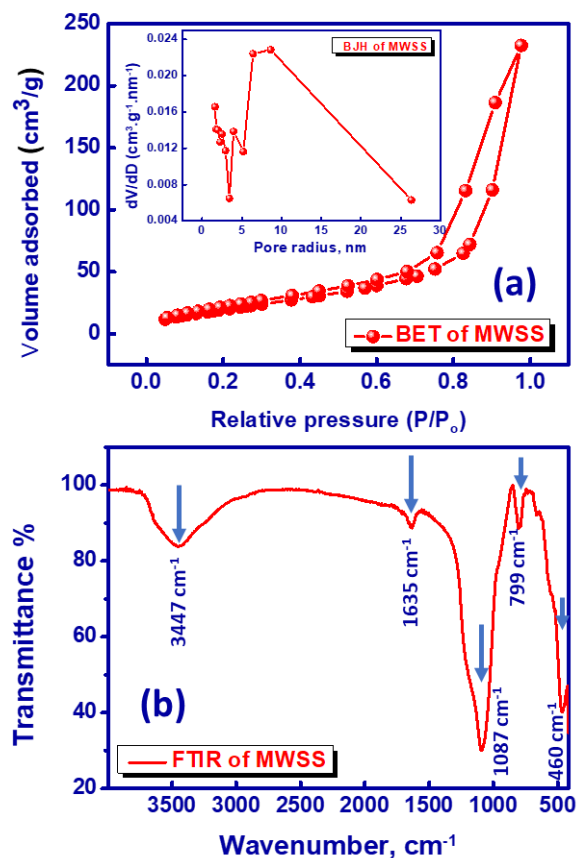 Volume adsorbed (cm³/g)
250
200
150
100
50
0
0.0 0.2 0.4 0.6 0.8 1.0
Relative pressure (P/Pₒ)
(a)
BET of MWSS
BJH of MWSS
dV/dD (cm³.g⁻¹.nm⁻¹)
0.024
0.020
0.016
0.012
0.008
0.004
0 5 10 15 20 25 30
Pore radius, nm
Transmittance %
100
80
60
40
20
3447 cm⁻¹
1635 cm⁻¹
1087 cm⁻¹
799 cm⁻¹
460 cm⁻¹
(b)
FTIR of MWSS
4000 3500 3000 2500 2000 1500 1000 500
Wavenumber, cm⁻¹